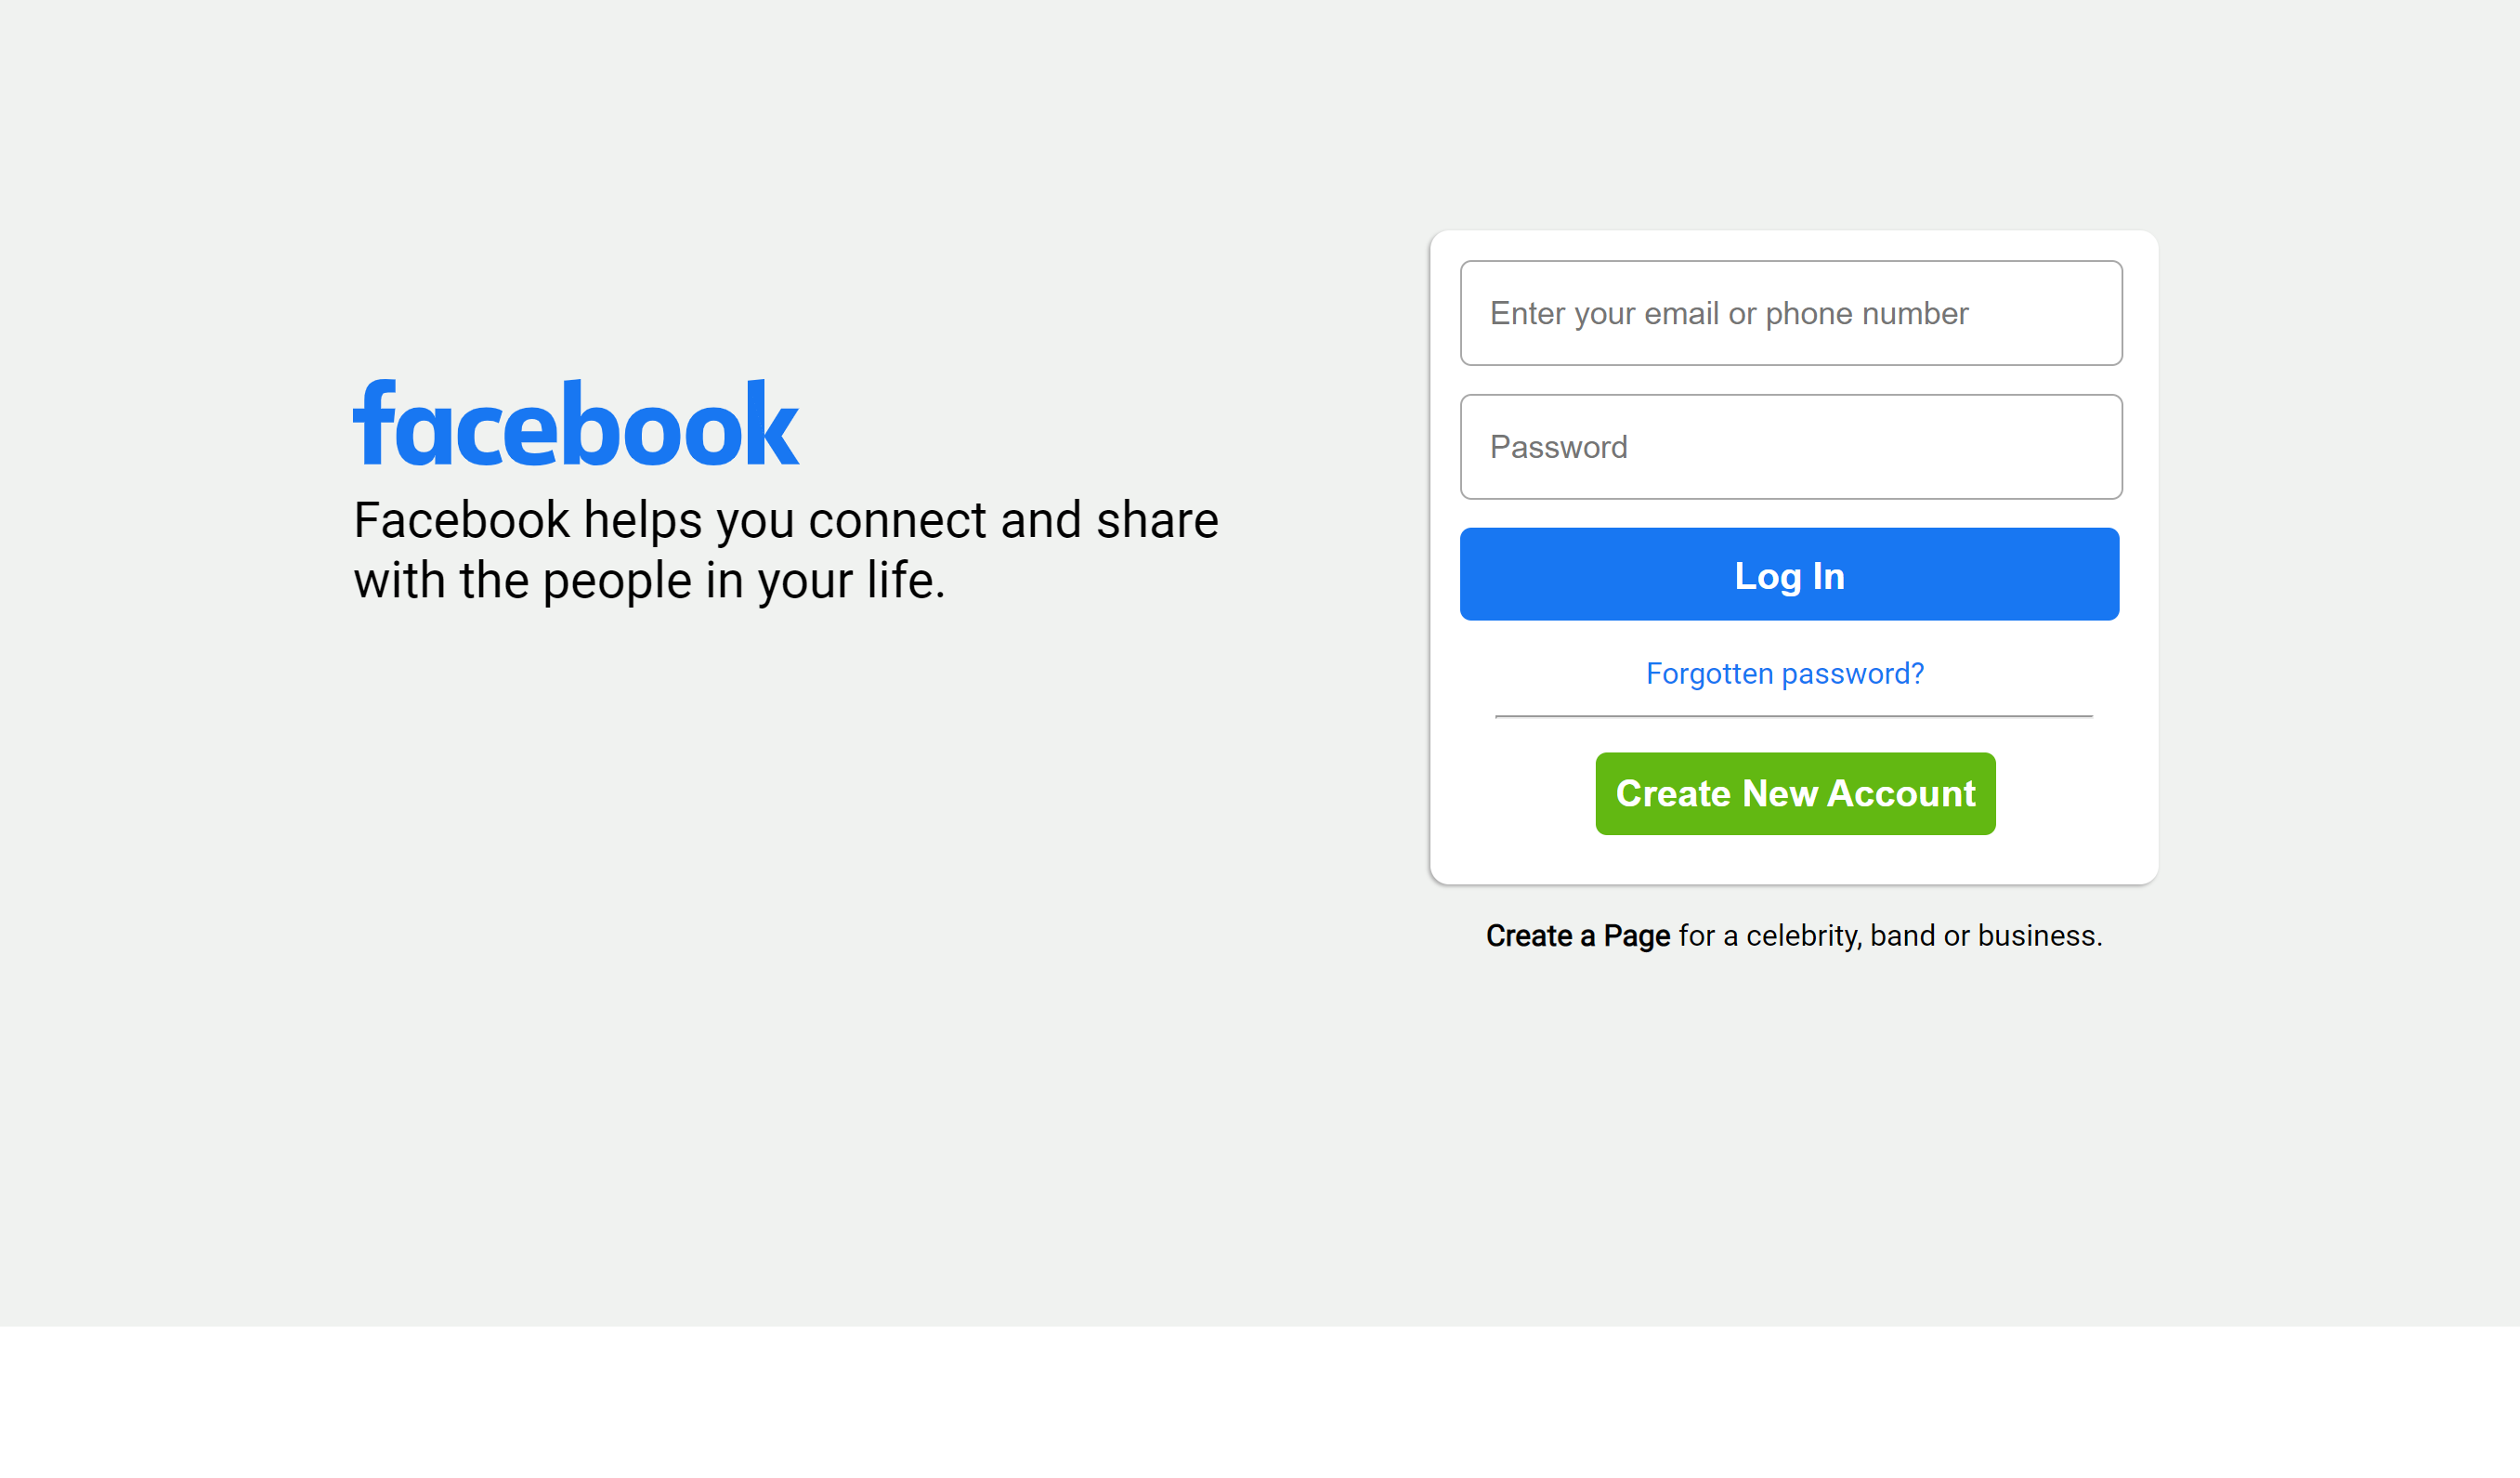 facebook
Facebook helps you connect and share
with the people in your life.
Enter your email or phone number
Password
Log In
Forgotten password?
Create New Account
Create a Page for a celebrity, band or business.